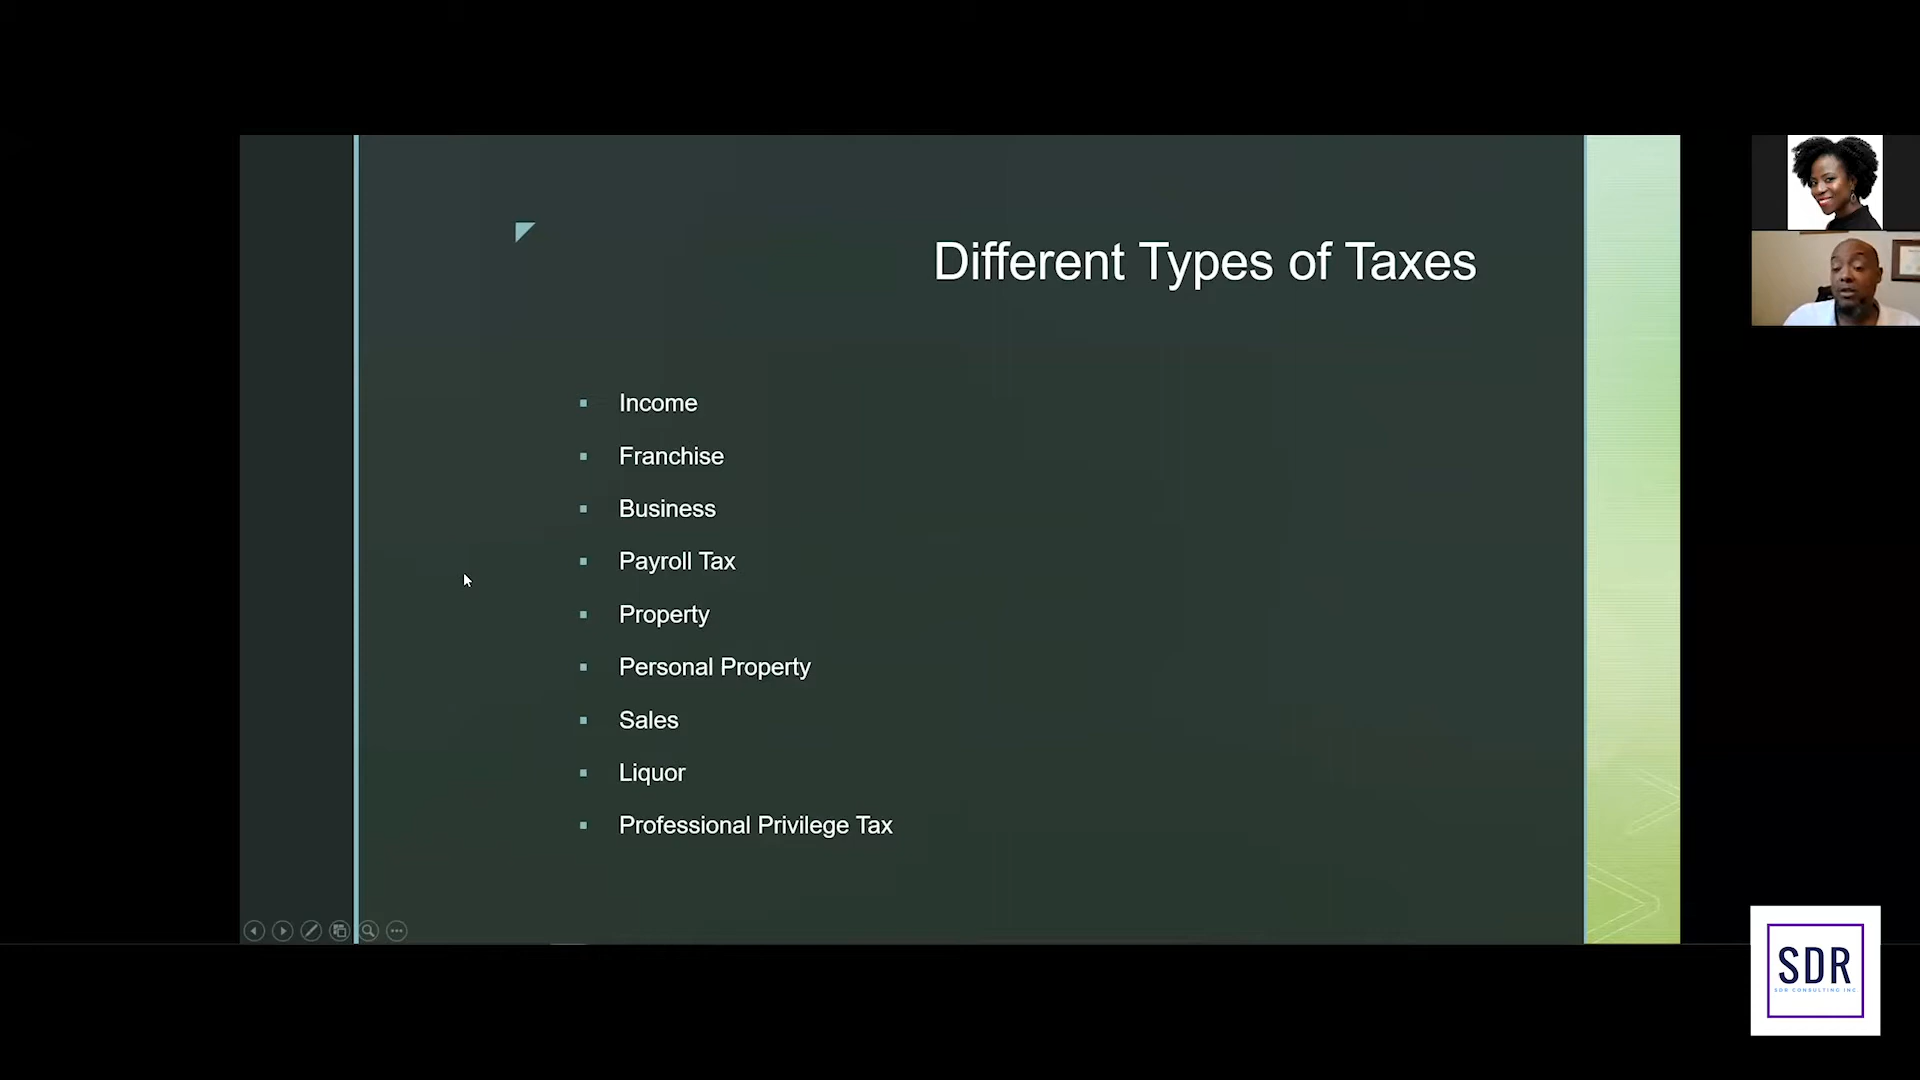 Different Types of Taxes
Income
Franchise
Business
Payroll Tax
Property
Personal Property
Sales
Liquor
Professional Privilege Tax
SDR
SDR CONSULTING INC